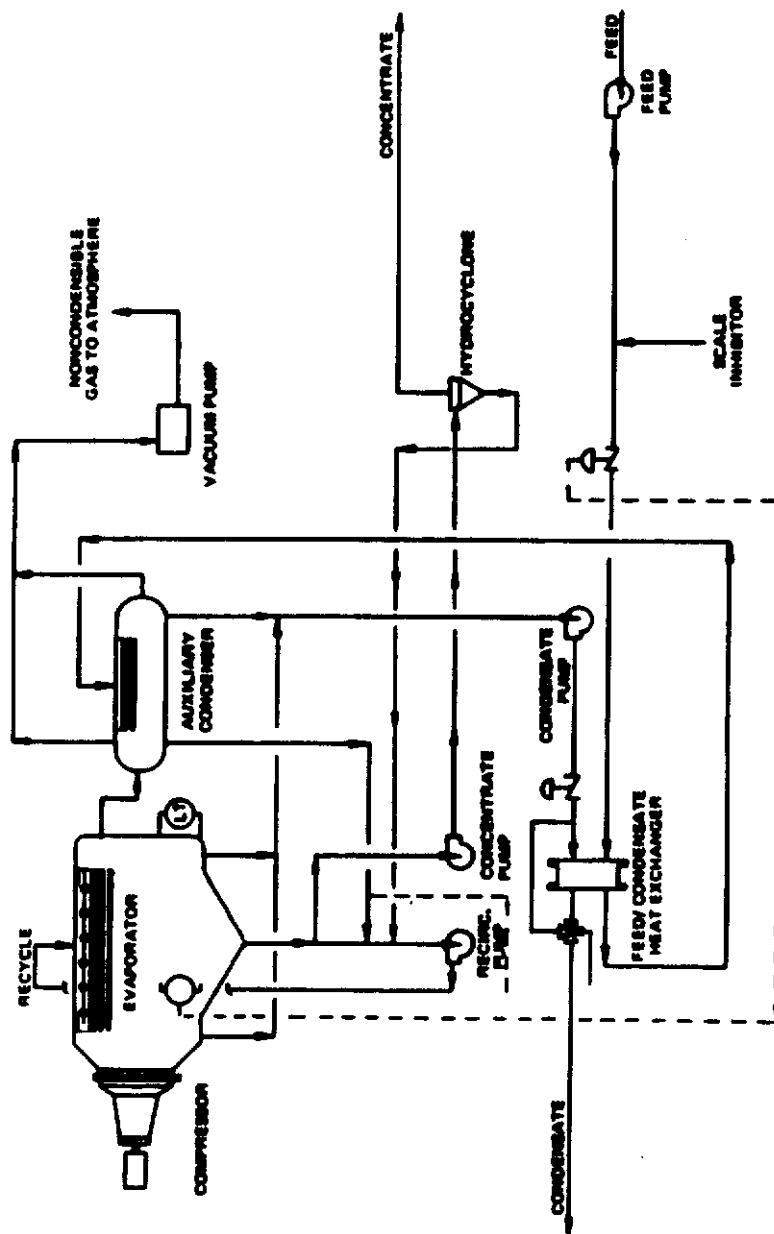 NONCONDENSIBLE
GAS TO ATMOSPHERE
VACUUM PUMP
RECYCLE
EVAPORATOR
COMPRESSOR
LT
AUXILIARY
CONDENSER
CONCENTRATE
HYDROCYCLONE
CONCENTRATE
PUMP
RECIRC.
PUMP
CONDENSATE
PUMP
FEED/CONDENSATE
HEAT EXCHANGER
CONDENSATE
SCALE
INHIBITOR
FEED
FEED
PUMP